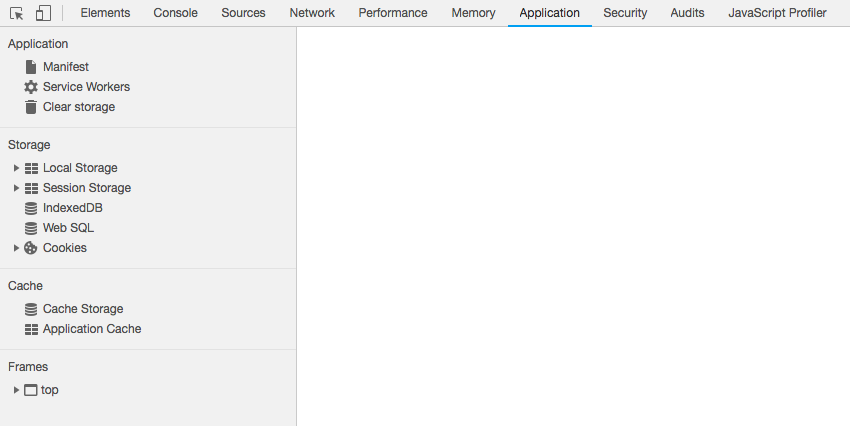 Elements Console Sources Network Performance Memory Application Security Audits JavaScript Profiler
Application
Manifest
Service Workers
Clear storage
Storage
Local Storage
Session Storage
IndexedDB
Web SQL
Cookies
Cache
Cache Storage
Application Cache
Frames
top